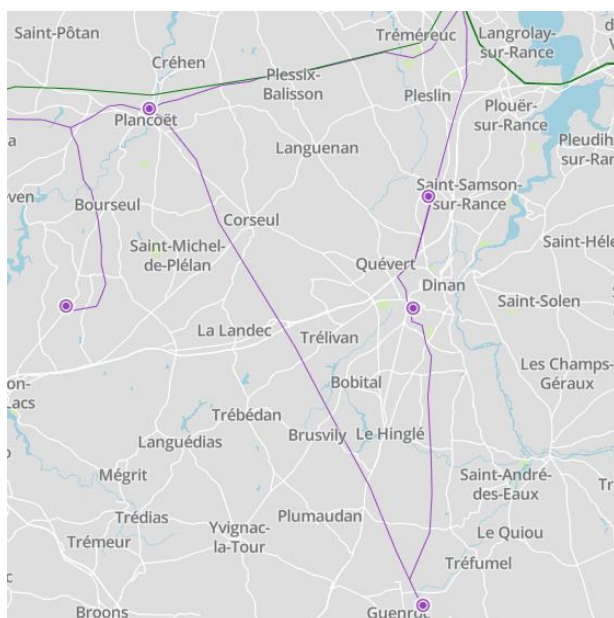 Saint-Pôtan
Tréméreuc
Langrolay-
sur-Rance
Créhen
Plessix-
Balisson
Pleslin
Plouër-
sur-Rance
Plancoët
Languenan
Pleudih
sur-Ran
Saint-Samson-
sur-Rance
Bourseul
Corseul
Saint-Michel-
de-Plélan
Saint-Héle
Quévert
Dinan
Saint-Solen
La Landec
Trélivan
Les Champs-
Géraux
Bobital
Trébédan
Brusvily
Le Hinglé
Languédias
Mégrit
Saint-André-
des-Eaux
Trédias
Plumaudan
Yvignac-
la-Tour
Le Quiou
Trémeur
Tréfumel
Broons
Guenroc